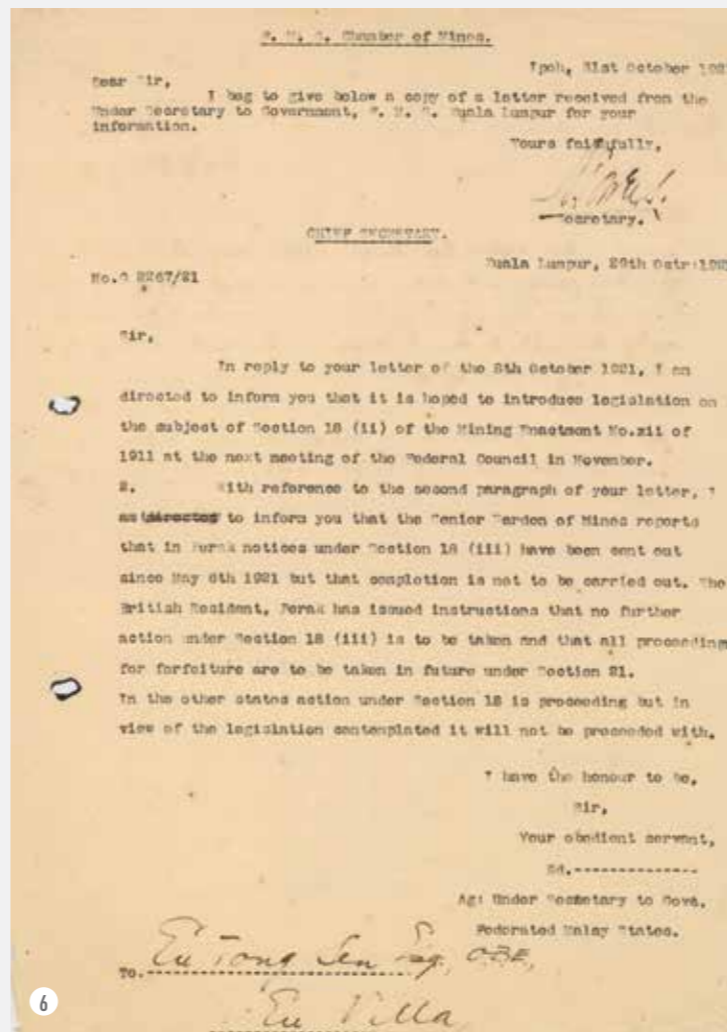 F. M. S. Chamber of Mines.
Ipoh, 31st October 192
Dear Sir,
I beg to give below a copy of a letter received from the
Under Secretary to Government, F. M. S. Kuala Lumpur for your
information.
Yours faithfully,
Secretary.
CHIEF SECRETARY.
Kuala Lumpur, 29th Octr:192
No.G 2267/21
Sir,
In reply to your letter of the 8th October 1921, I am
directed to inform you that it is hoped to introduce legislation on
the subject of Section 18 (ii) of the Mining Enactment No.xii of
1911 at the next meeting of the Federal Council in November.
2. With reference to the second paragraph of your letter, I
am directed to inform you that the Senior Warden of Mines reports
that in Perak notices under Section 18 (iii) have been sent out
since May 6th 1921 but that completion is not to be carried out. The
British Resident, Perak has issued instructions that no further
action under Section 18 (iii) is to be taken and that all proceeding
for forfeiture are to be taken in future under Section 21.
In the other states action under Section 18 is proceeding but in
view of the legislation contemplated it will not be proceeded with.
I have the honour to be,
Sir,
Your obedient servant,
Sd.--------------
Ag: Under Secretary to Govt.
Federated Malay States.
To. Eu Tong Sen Esq., OBE,
Eu Villa
6